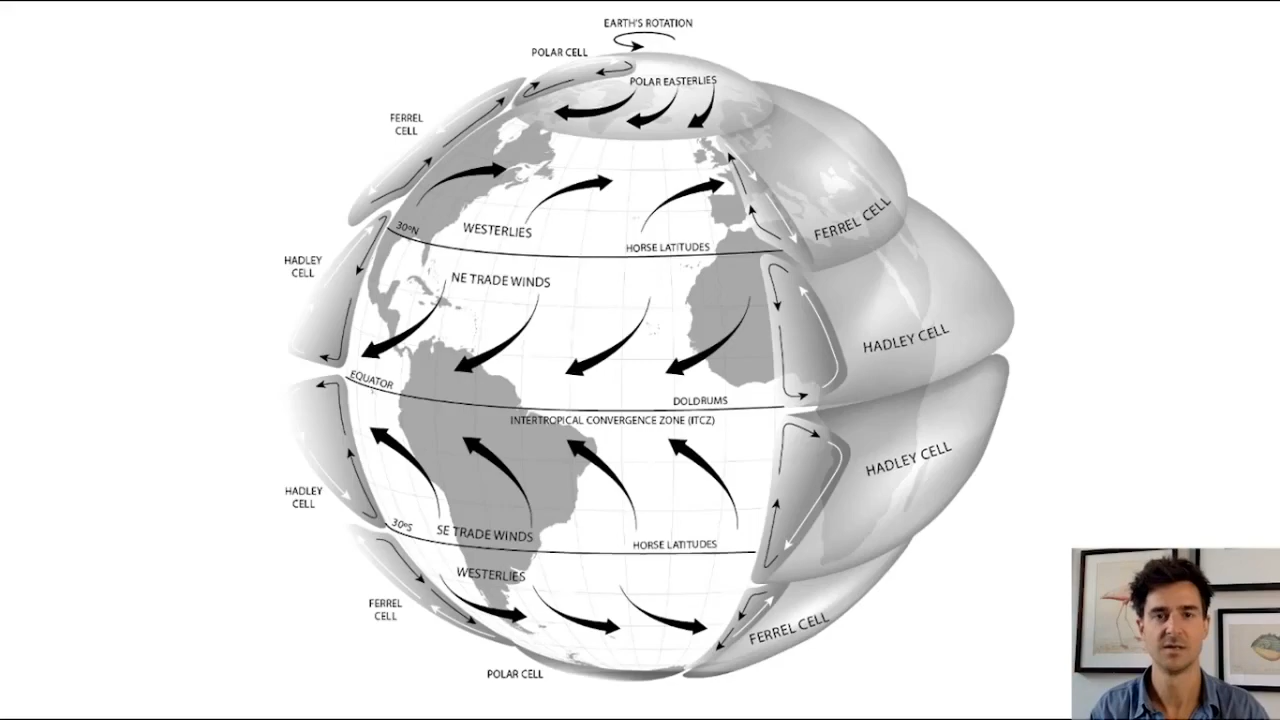 EARTH'S ROTATION
POLAR CELL
POLAR EASTERLIES
FERREL
CELL
FERREL CELL
30ºN
WESTERLIES
HORSE LATITUDES
HADLEY
CELL
NE TRADE WINDS
HADLEY CELL
EQUATOR
DOLDRUMS
INTERTROPICAL CONVERGENCE ZONE (ITCZ)
HADLEY CELL
HADLEY
CELL
30ºS
SE TRADE WINDS
HORSE LATITUDES
WESTERLIES
FERREL
CELL
FERREL CELL
POLAR CELL